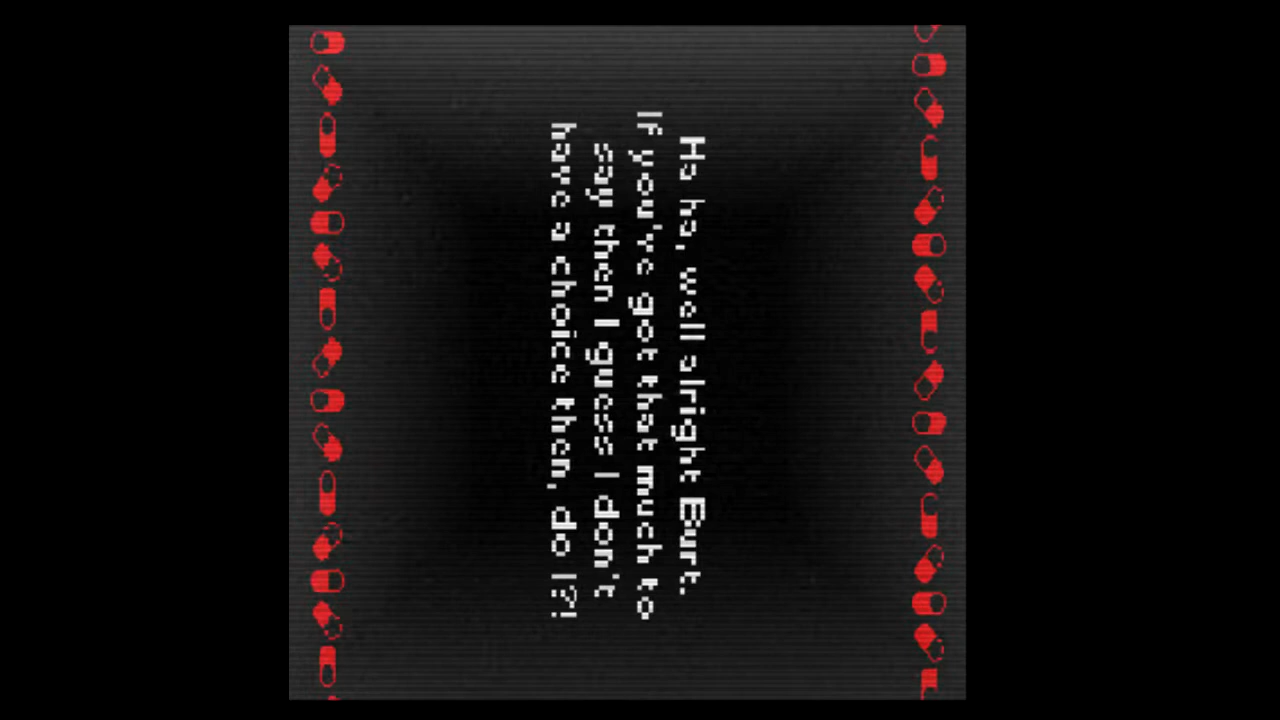 Ha ha, well alright Burt.
If you've got that much to
say then I guess I don't
have a choice then, do I?!